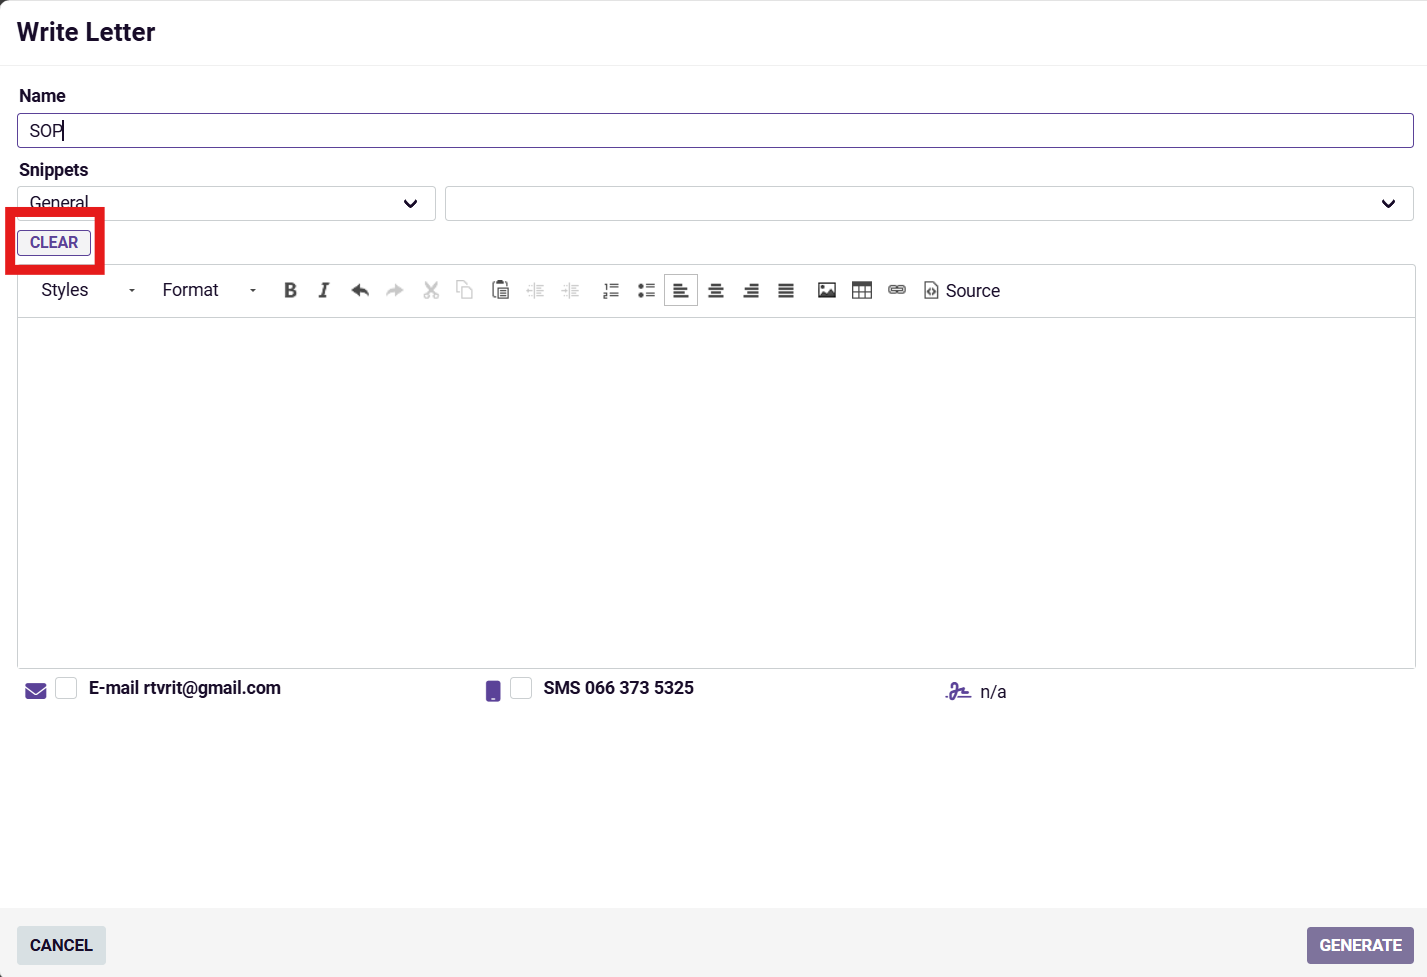 Write Letter
Name
SOP
Snippets
General
CLEAR
Styles Format B I Source
E-mail rtvrit@gmail.com SMS 066 373 5325 n/a
CANCEL GENERATE